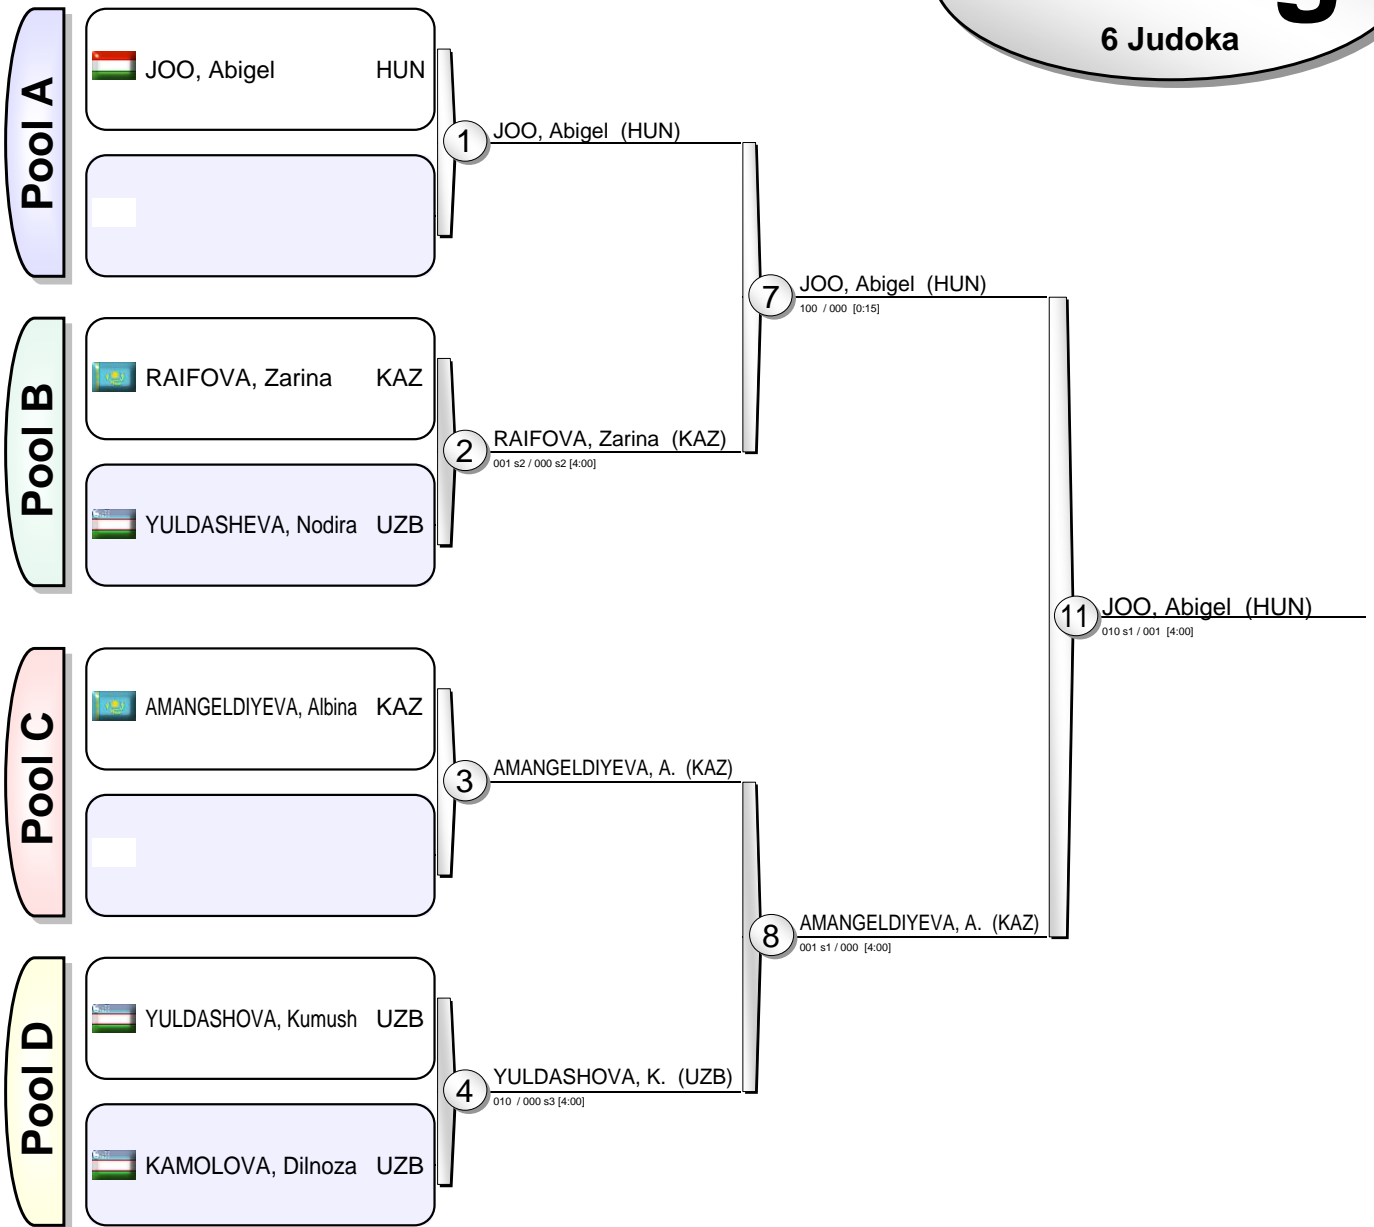 6 Judoka
Pool A
JOO, Abigel HUN
1
JOO, Abigel (HUN)
7
JOO, Abigel (HUN)
100 / 000 [0:15]
Pool B
RAIFOVA, Zarina KAZ
2
RAIFOVA, Zarina (KAZ)
001 s2 / 000 s2 [4:00]
YULDASHEVA, Nodira UZB
11
JOO, Abigel (HUN)
010 s1 / 001 [4:00]
Pool C
AMANGELDIYEVA, Albina KAZ
3
AMANGELDIYEVA, A. (KAZ)
8
AMANGELDIYEVA, A. (KAZ)
001 s1 / 000 [4:00]
Pool D
YULDASHOVA, Kumush UZB
4
YULDASHOVA, K. (UZB)
010 / 000 s3 [4:00]
KAMOLOVA, Dilnoza UZB